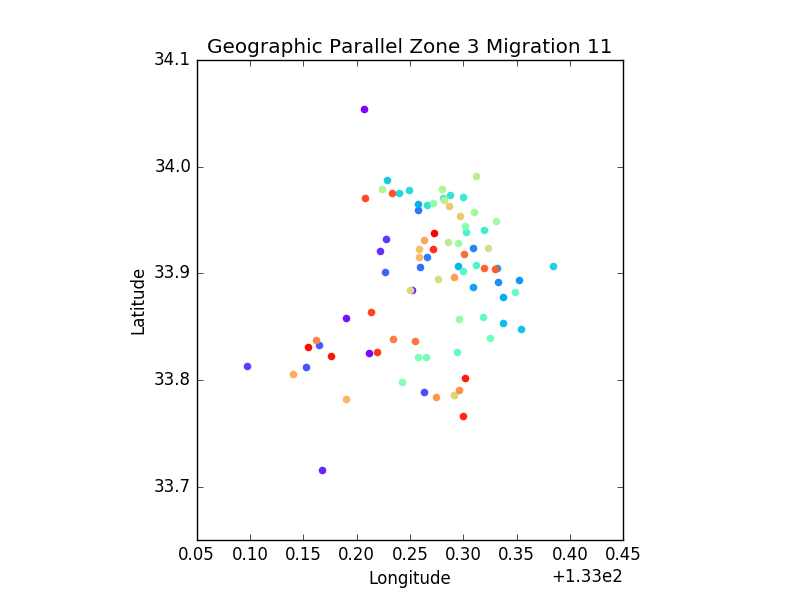 Geographic Parallel Zone 3 Migration 11
34.1
34.0
33.9
33.8
33.7
Latitude
0.05 0.10 0.15 0.20 0.25 0.30 0.35 0.40 0.45
Longitude
+1.33e2